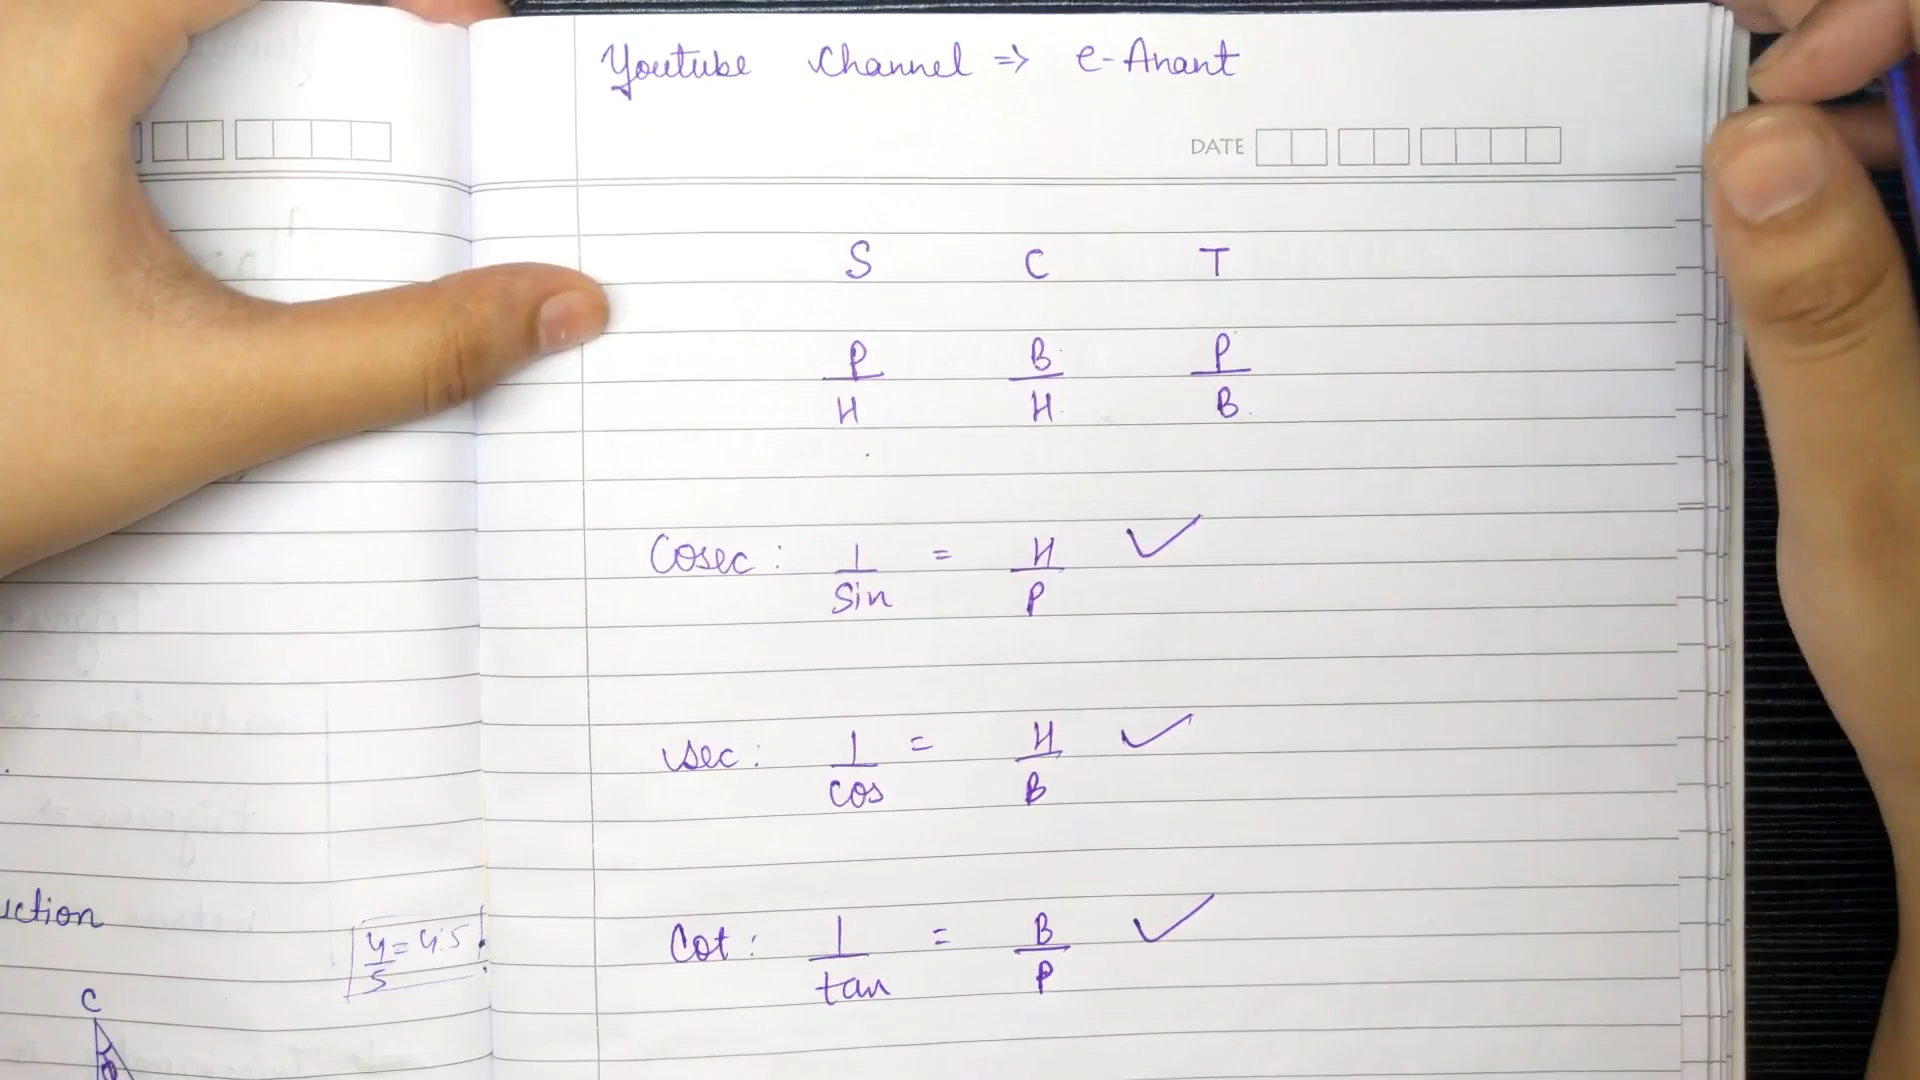 Youtube Channel => e-Anant
DATE
S C T
P/H B/H P/B
Cosec : 1/Sin = H/P ✓
sec : 1/cos = H/B ✓
Cot : 1/tan = B/P ✓
uction
4/5 = 4:5
C